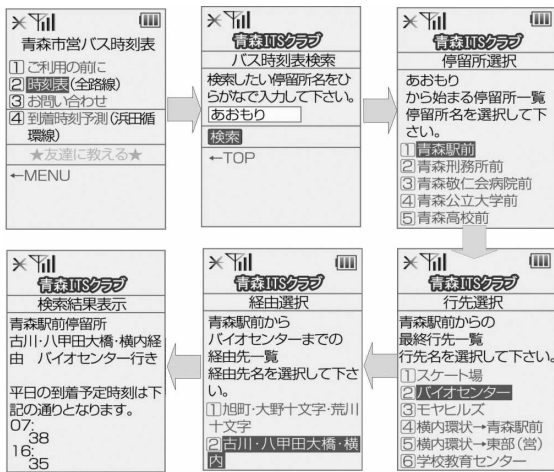 青森市営バス時刻表
1 ご利用の前に
2 時刻表(全路線)
3 お問い合わせ
4 到着時刻予測(浜田循
環線)
★友達に教える★
←MENU
青森ITSクラブ
バス時刻表検索
検索したい停留所名をひ
らがなで入力して下さい。
あおもり
検索
←TOP
青森ITSクラブ
停留所選択
あおもり
から始まる停留所一覧
停留所名を選択して下
さい。
1 青森駅前
2 青森刑務所前
3 青森敬仁会病院前
4 青森公立大学前
5 青森高校前
青森ITSクラブ
行先選択
青森駅前からの
最終行先一覧
行先名を選択して下さい。
1 スケート場
2 バイオセンター
3 モヤヒルズ
4 横内環状→青森駅前
5 横内環状→東部(営)
6 学校教育センター
青森ITSクラブ
経由選択
青森駅前から
バイオセンターまでの
経由先一覧
経由先名を選択して下さ
い。
1 旭町・大野十文字・荒川
十文字
2 古川・八甲田大橋・横
内
青森ITSクラブ
検索結果表示
青森駅前停留所
古川・八甲田大橋・横内経
由 バイオセンター行き
平日の到着予定時刻は下
記の通りとなります。
07:
38
16:
35